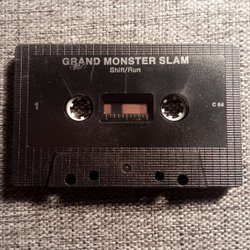 GRAND MONSTER SLAM
Shift/Run
1
C 64